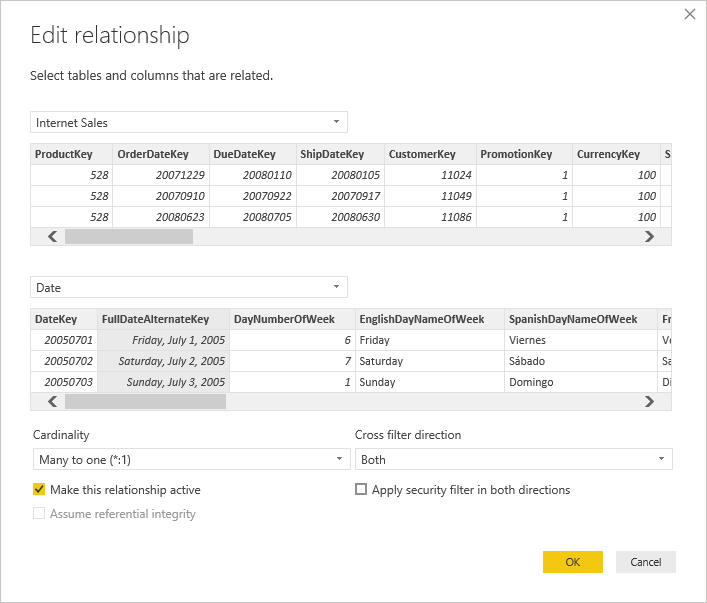 Edit relationship
Select tables and columns that are related.
Internet Sales
ProductKey OrderDateKey DueDateKey ShipDateKey CustomerKey PromotionKey CurrencyKey S
528 20071229 20080110 20080105 11024 1 100
528 20070910 20070922 20070917 11049 1 100
528 20080623 20080705 20080630 11086 1 100
Date
DateKey FullDateAlternateKey DayNumberOfWeek EnglishDayNameOfWeek SpanishDayNameOfWeek Fr
20050701 Friday, July 1, 2005 6 Friday Viernes Ve
20050702 Saturday, July 2, 2005 7 Saturday Sábado Sa
20050703 Sunday, July 3, 2005 1 Sunday Domingo Di
Cardinality Cross filter direction
Many to one (*:1) Both
Make this relationship active Apply security filter in both directions
Assume referential integrity
OK Cancel